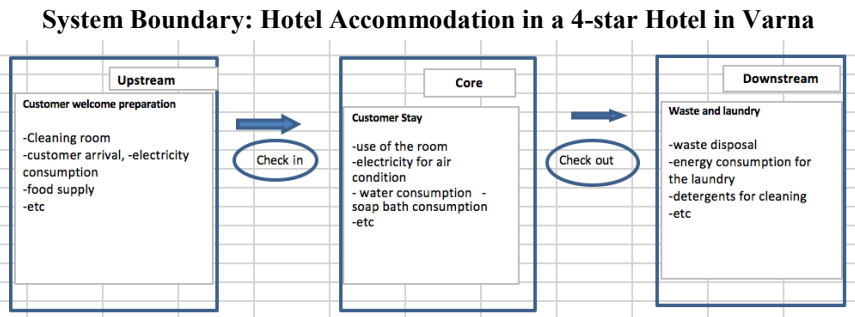 System Boundary: Hotel Accommodation in a 4-star Hotel in Varna
Upstream
Customer welcome preparation
-Cleaning room
-customer arrival, -electricity
consumption
-food supply
-etc
Check in
Core
Customer Stay
-use of the room
-electricity for air
condition
- water consumption -
soap bath consumption
-etc
Check out
Downstream
Waste and laundry
-waste disposal
-energy consumption for
the laundry
-detergents for cleaning
-etc